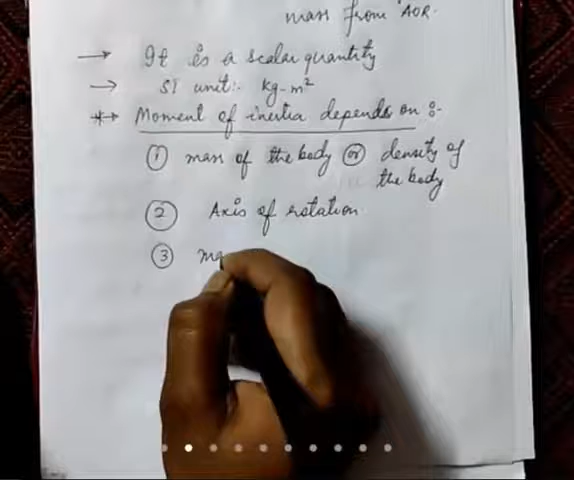 mass from AOR.
→ It is a scalar quantity
→ SI unit:- kg-m²
*→ Moment of inertia depends on :-
① mass of the body or density of
the body
② Axis of rotation
③ ma